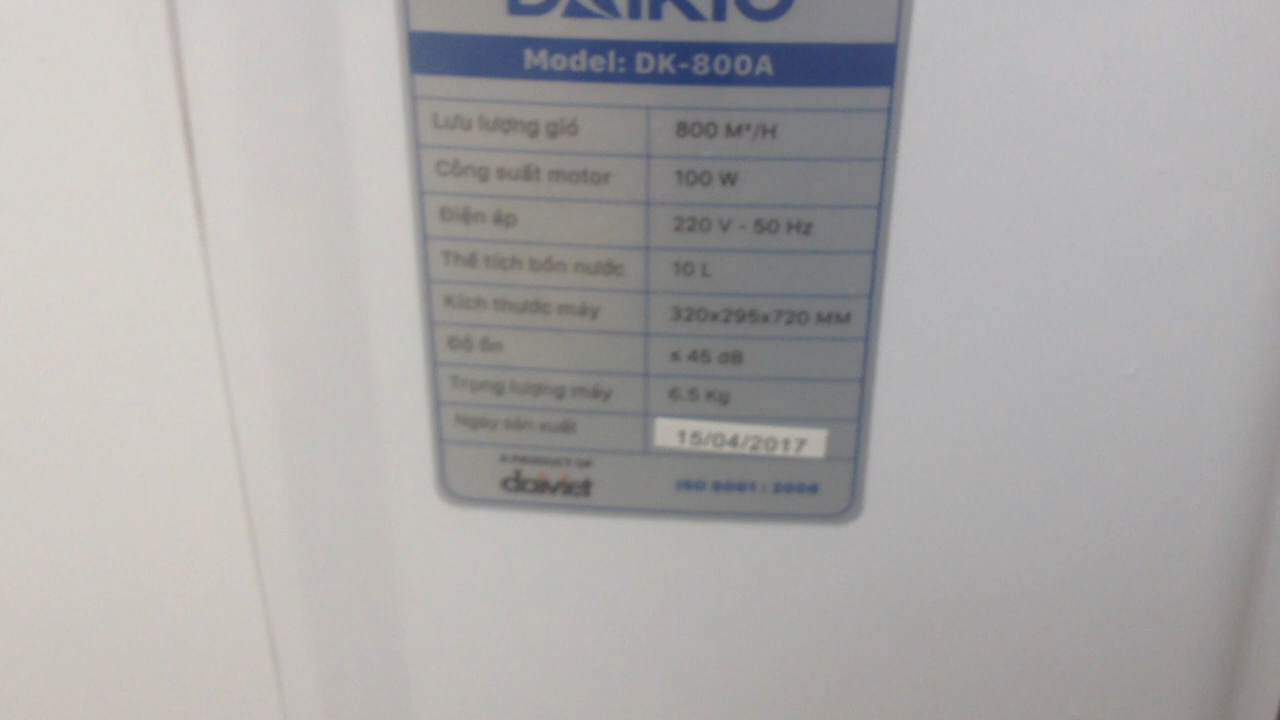 DAIKIO
Model: DK-800A
Lưu lượng gió 800 M³/H
Công suất motor 100 W
Điện áp 220 V - 50 Hz
Thể tích bồn nước 10 L
Kích thước máy 320x295x720 MM
Độ ồn ≤ 45 dB
Trọng lượng máy 6.5 Kg
Ngày sản xuất 15/04/2017
A PRODUCT OF
daiviet ISO 9001 : 2008